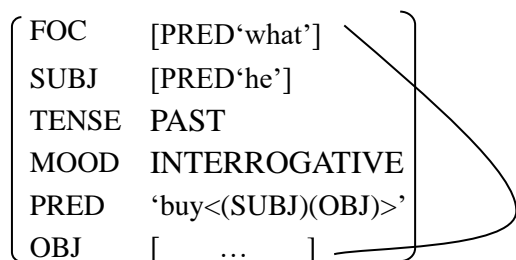 FOC [PRED‘what’]
SUBJ [PRED‘he’]
TENSE PAST
MOOD INTERROGATIVE
PRED ‘buy<(SUBJ)(OBJ)>’
OBJ [ … ]